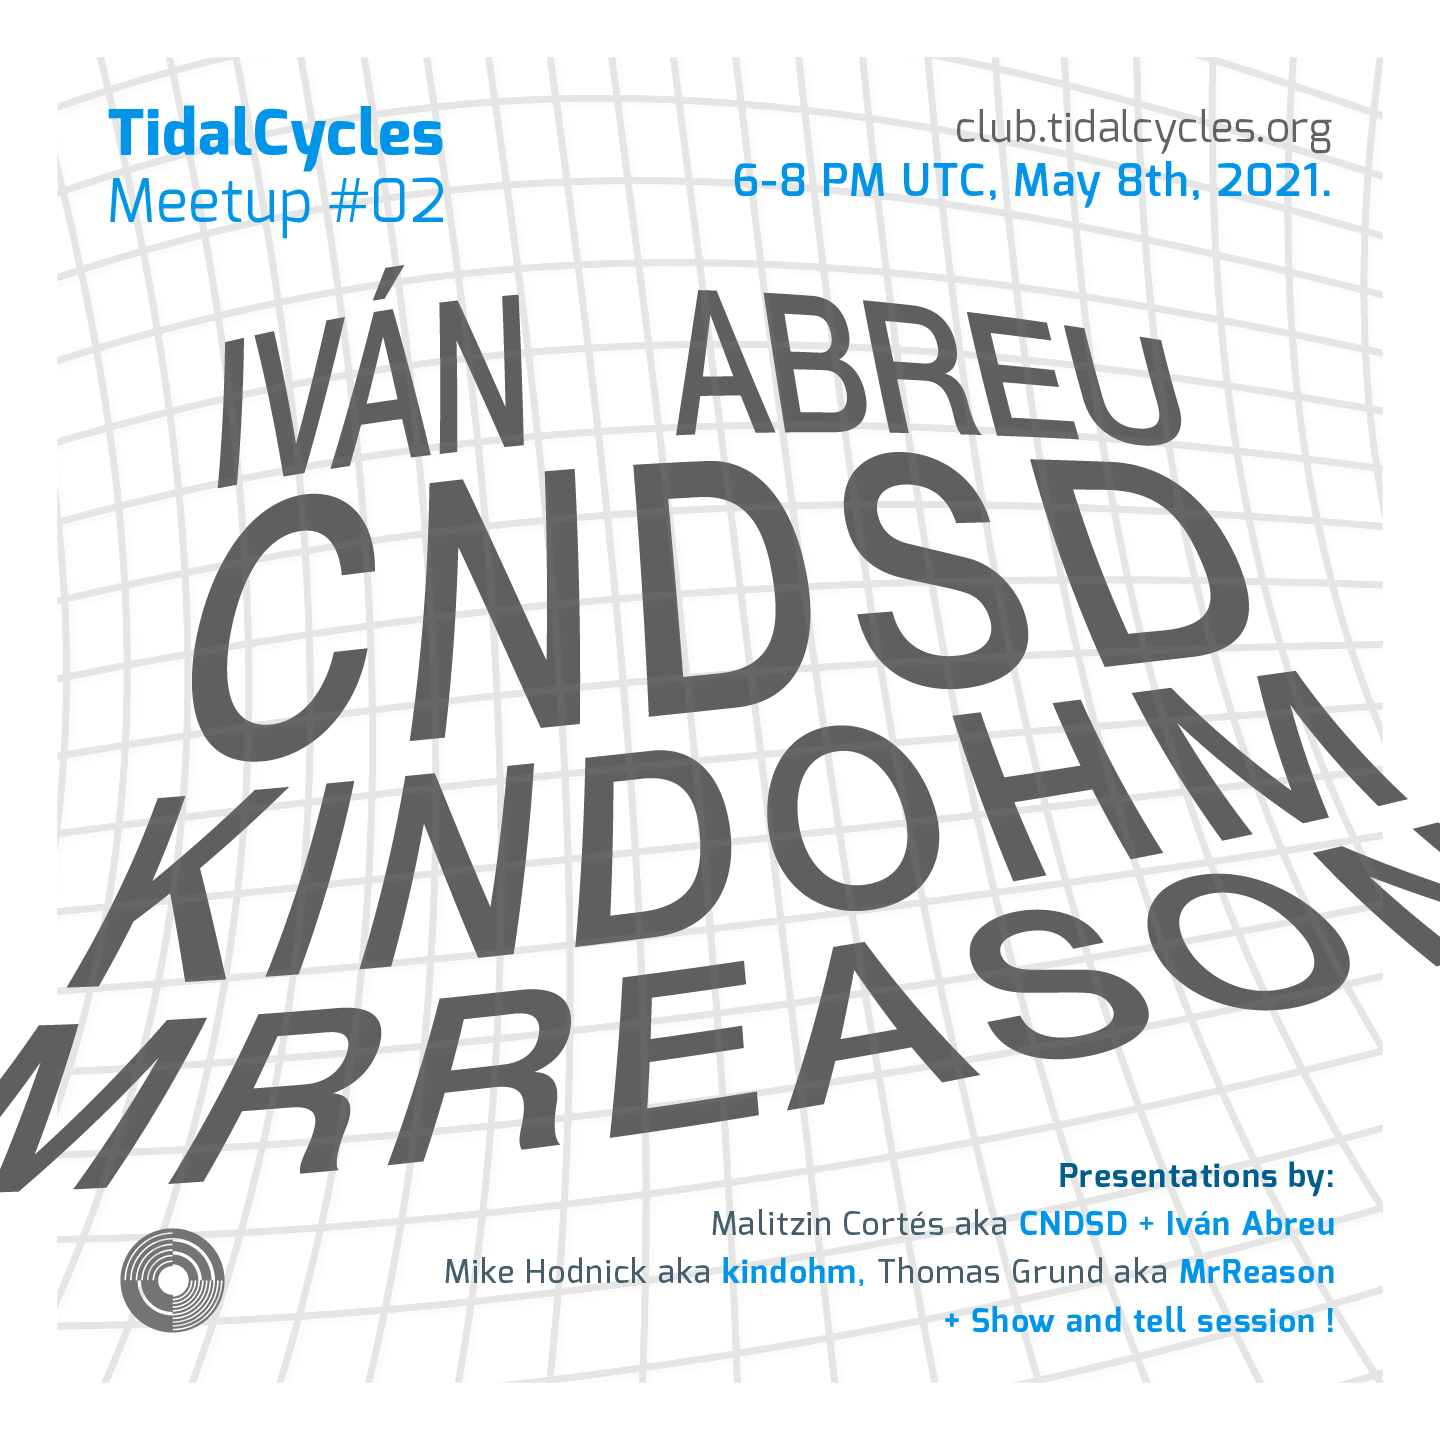 TidalCycles
Meetup #02
club.tidalcycles.org
6-8 PM UTC, May 8th, 2021.
IVÁN ABREU
CNDSD
KINDOHM
MRREASON
Presentations by:
Malitzin Cortés aka CNDSD + Iván Abreu
Mike Hodnick aka kindohm, Thomas Grund aka MrReason
+ Show and tell session !